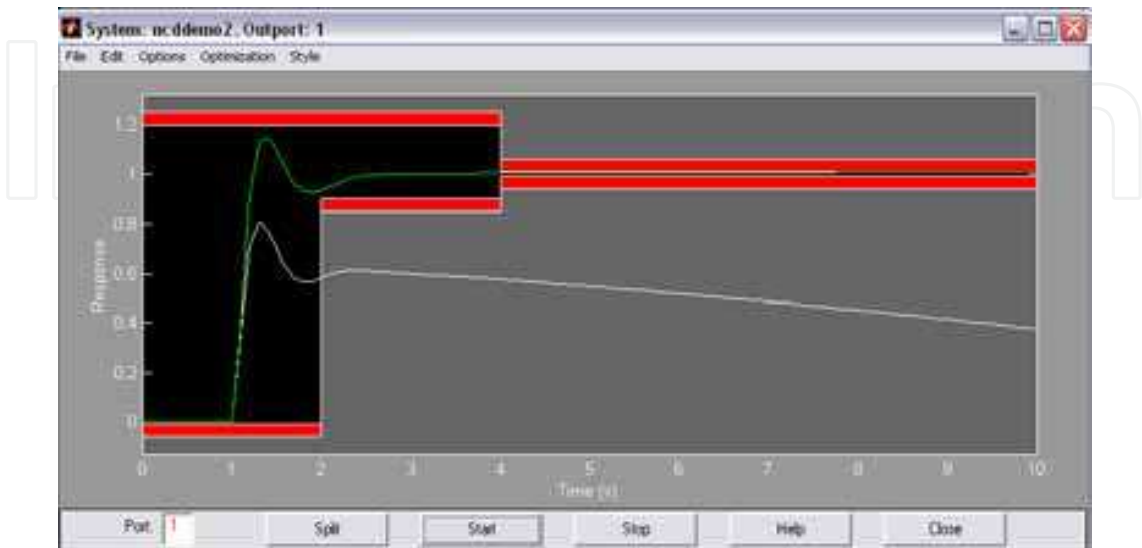 System: ncddemo2, Outport: 1
File Edit Options Optimization Style
1.2
1
0.8
0.6
0.4
0.2
0
Response
0 1 2 3 4 5 6 7 8 9 10
Time (s)
Port: 1 Split Start Stop Help Close